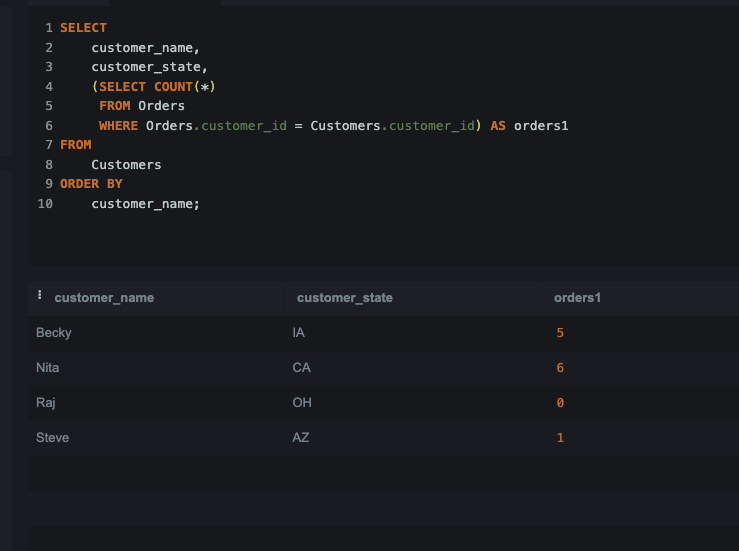 1 SELECT
2     customer_name,
3     customer_state,
4     (SELECT COUNT(*)
5      FROM Orders
6      WHERE Orders.customer_id = Customers.customer_id) AS orders1
7 FROM
8     Customers
9 ORDER BY
10     customer_name;
customer_name customer_state orders1
Becky IA 5
Nita CA 6
Raj OH 0
Steve AZ 1